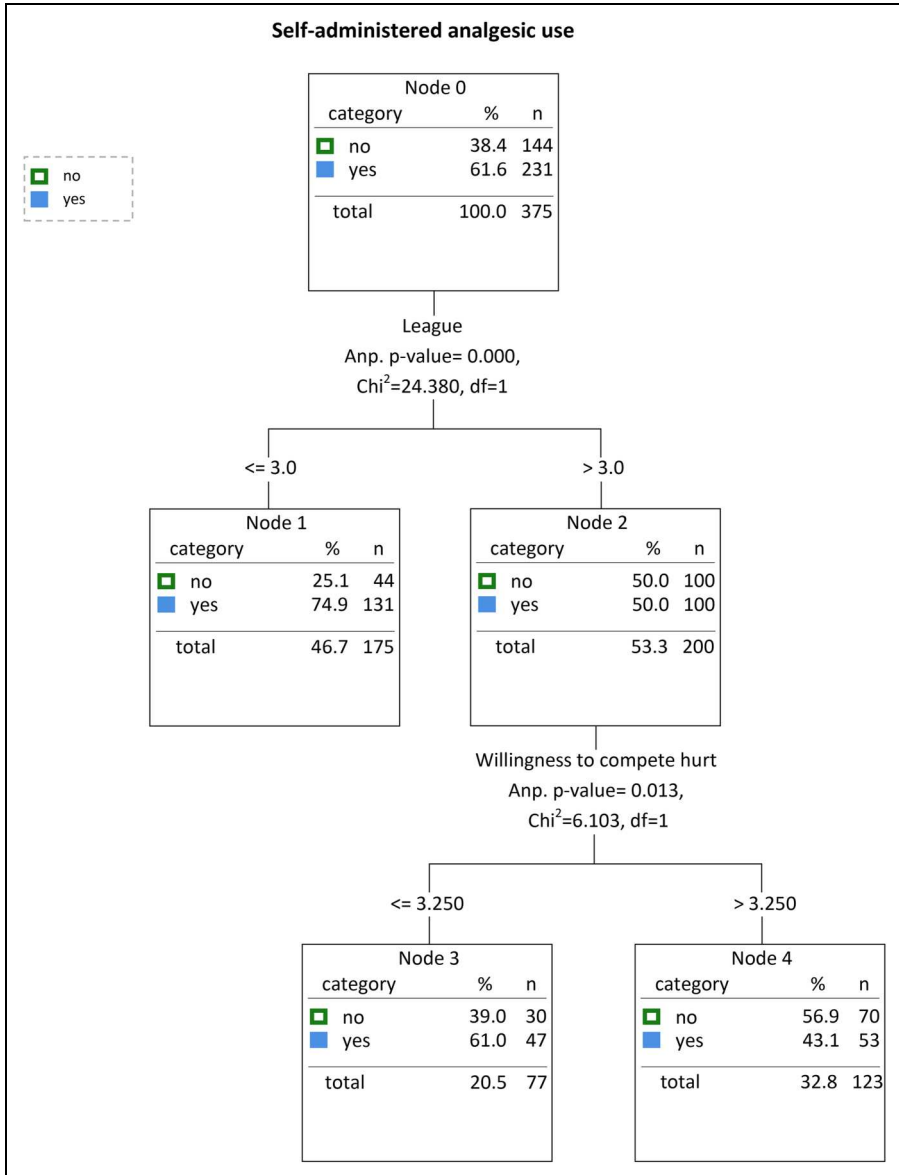 Self-administered analgesic use
no
yes
Node 0
category % n
no 38.4 144
yes 61.6 231
total 100.0 375
League
Anp. p-value= 0.000,
Chi²=24.380, df=1
<= 3.0
> 3.0
Node 1
category % n
no 25.1 44
yes 74.9 131
total 46.7 175
Node 2
category % n
no 50.0 100
yes 50.0 100
total 53.3 200
Willingness to compete hurt
Anp. p-value= 0.013,
Chi²=6.103, df=1
<= 3.250
> 3.250
Node 3
category % n
no 39.0 30
yes 61.0 47
total 20.5 77
Node 4
category % n
no 56.9 70
yes 43.1 53
total 32.8 123